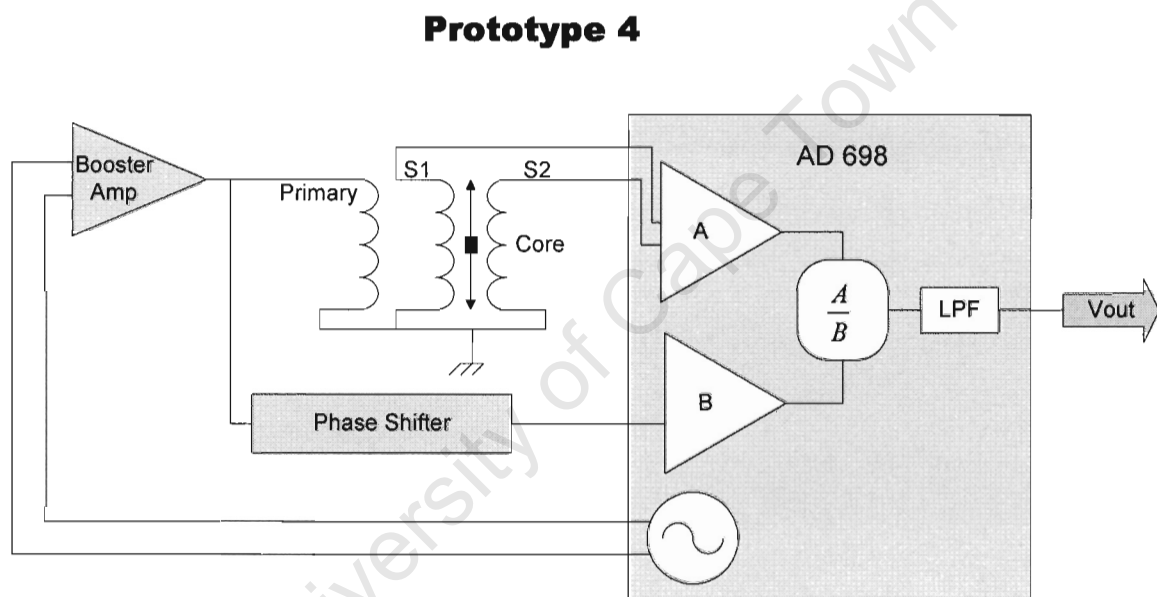 Prototype 4
Booster
Amp
Primary
S1
S2
Core
AD 698
A
A
B
LPF
Vout
Phase Shifter
B
University of Cape Town